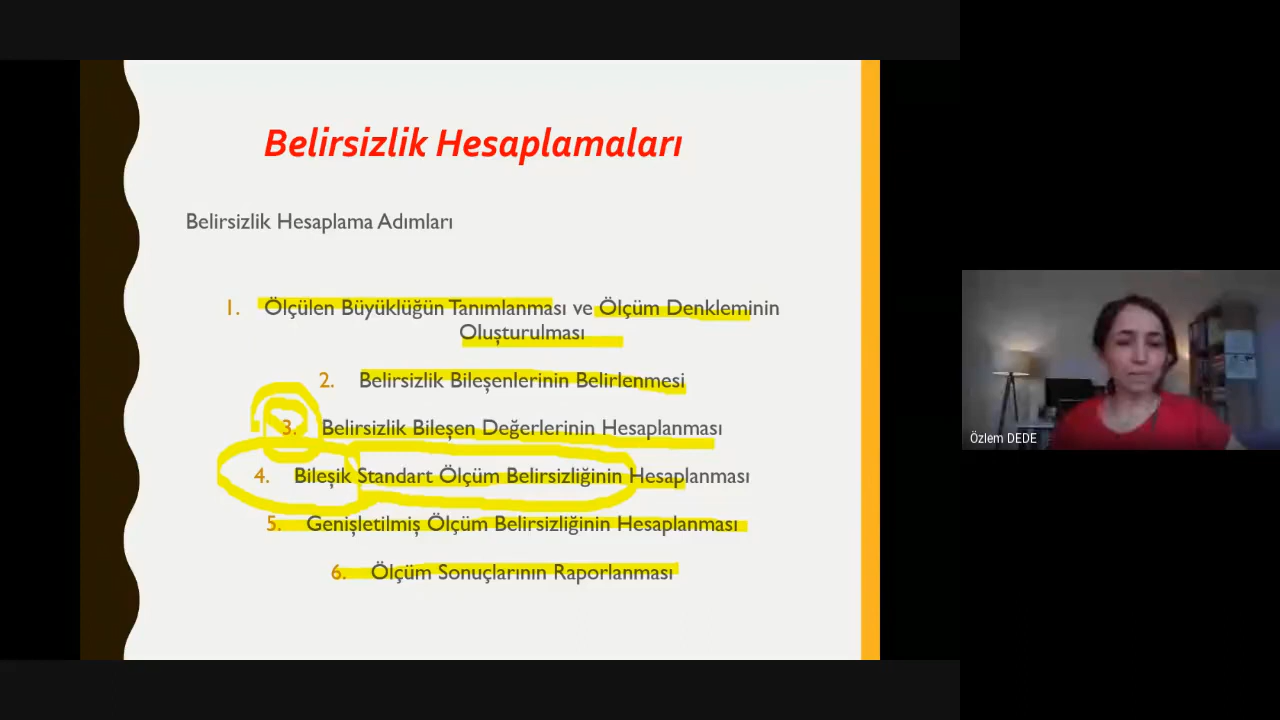 Belirsizlik Hesaplamaları
Belirsizlik Hesaplama Adımları
1. Ölçülen Büyüklüğün Tanımlanması ve Ölçüm Denkleminin
Oluşturulması
2. Belirsizlik Bileşenlerinin Belirlenmesi
3. Belirsizlik Bileşen Değerlerinin Hesaplanması
4. Bileşik Standart Ölçüm Belirsizliğinin Hesaplanması
5. Genişletilmiş Ölçüm Belirsizliğinin Hesaplanması
6. Ölçüm Sonuçlarının Raporlanması
Özlem DEDE